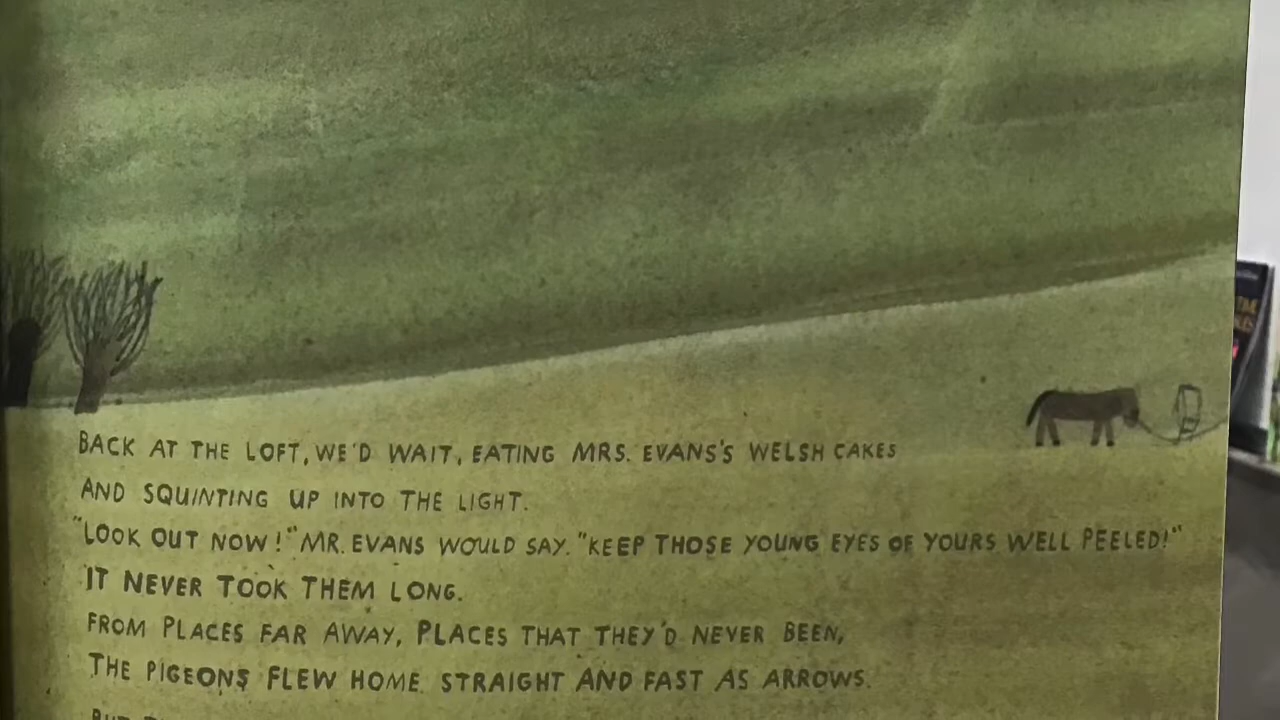 BACK AT THE LOFT, WE'D WAIT, EATING MRS. EVANS'S WELSH CAKES
AND SQUINTING UP INTO THE LIGHT.
"LOOK OUT NOW!" MR. EVANS WOULD SAY. "KEEP THOSE YOUNG EYES OF YOURS WELL PEELED!"
IT NEVER TOOK THEM LONG.
FROM PLACES FAR AWAY, PLACES THAT THEY'D NEVER BEEN,
THE PIGEONS FLEW HOME STRAIGHT AND FAST AS ARROWS.
BUT